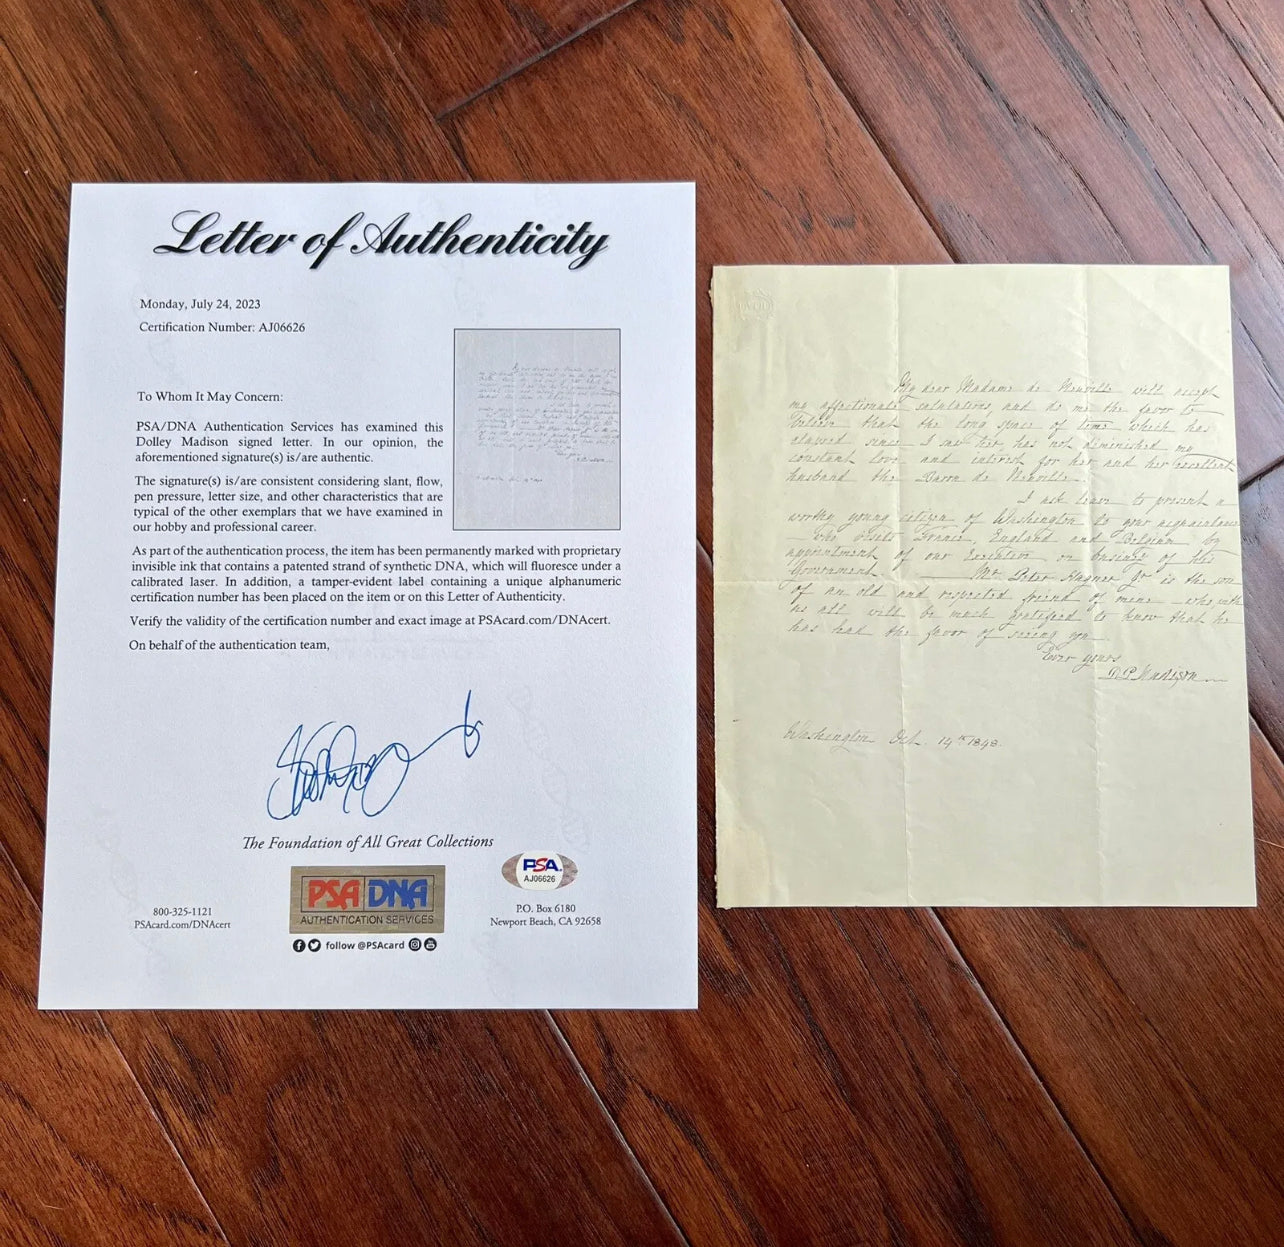 Letter of Authenticity
Monday, July 24, 2023
Certification Number: AJ06626
To Whom It May Concern:
PSA/DNA Authentication Services has examined this
Dolley Madison signed letter. In our opinion, the
aforementioned signature(s) is/are authentic.
The signature(s) is/are consistent considering slant, flow,
pen pressure, letter size, and other characteristics that are
typical of the other exemplars that we have examined in
our hobby and professional career.
As part of the authentication process, the item has been permanently marked with proprietary
invisible ink that contains a patented strand of synthetic DNA, which will fluoresce under a
calibrated laser. In addition, a tamper-evident label containing a unique alphanumeric
certification number has been placed on the item or on this Letter of Authenticity.
Verify the validity of the certification number and exact image at PSAcard.com/DNAcert.
On behalf of the authentication team,
The Foundation of All Great Collections
800-325-1121
PSAcard.com/DNAcert
PSA DNA
AUTHENTICATION SERVICES
follow @PSAcard
PSA
AJ06626
P.O. Box 6180
Newport Beach, CA 92658
My dear Madame de Neuville will accept
my affectionate salutations, and do me the favor to
believe that the long space of time which has
elapsed since I saw her, has not diminished my
constant love and interest for her and her excellent
husband the Baron de Neuville.
I ask leave to present a
worthy young citizen of Washington to your acquaintance
- who visits France, England and Belgium by
appointment of our Executive on business of this
Government. Mr. Peter Hagner Jr. is the son
of an old and respected friend of mine - who, with
us all will be much gratified to know that he
has had the favor of seeing you.
Ever yours
D. P. Madison
Washington Oct. 14th 1848.